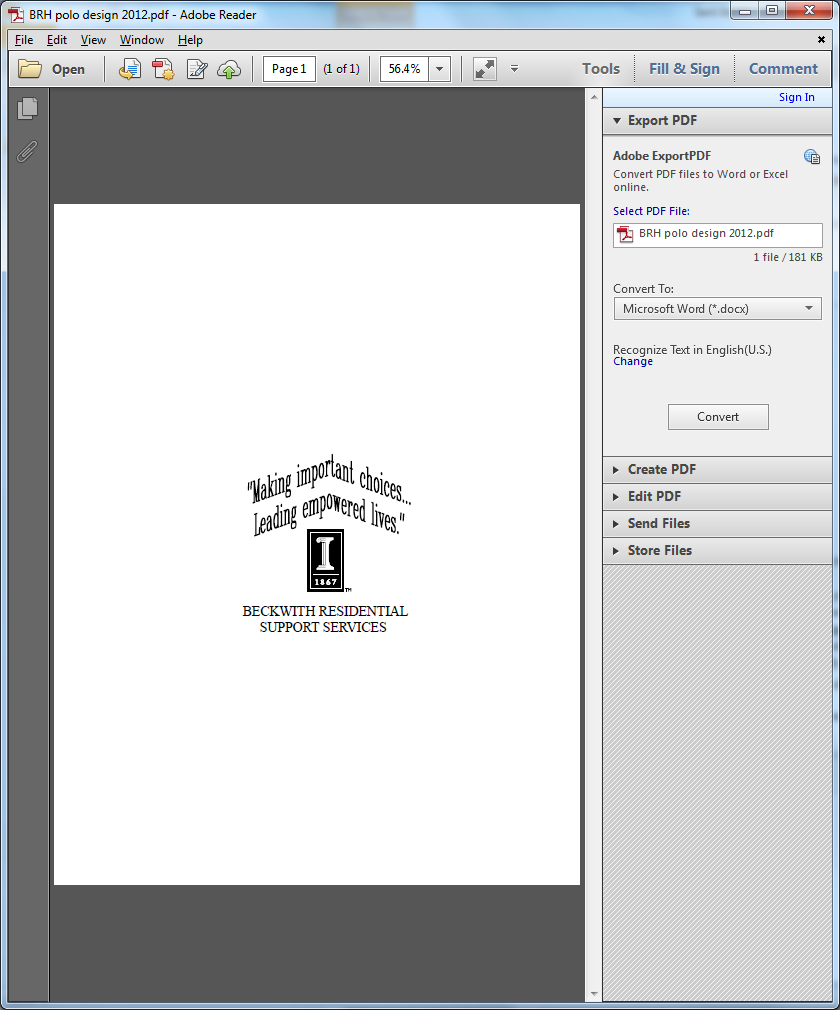 BRH polo design 2012.pdf - Adobe Reader
File Edit View Window Help
Open
Page 1
(1 of 1)
56.4%
Tools
Fill & Sign
Comment
Sign In
Export PDF
Adobe ExportPDF
Convert PDF files to Word or Excel
online.
Select PDF File:
BRH polo design 2012.pdf
1 file / 181 KB
Convert To:
Microsoft Word (*.docx)
Recognize Text in English(U.S.)
Change
Convert
Create PDF
Edit PDF
Send Files
Store Files
"Making important choices...
Leading empowered lives."
I
1867
TM
BECKWITH RESIDENTIAL
SUPPORT SERVICES